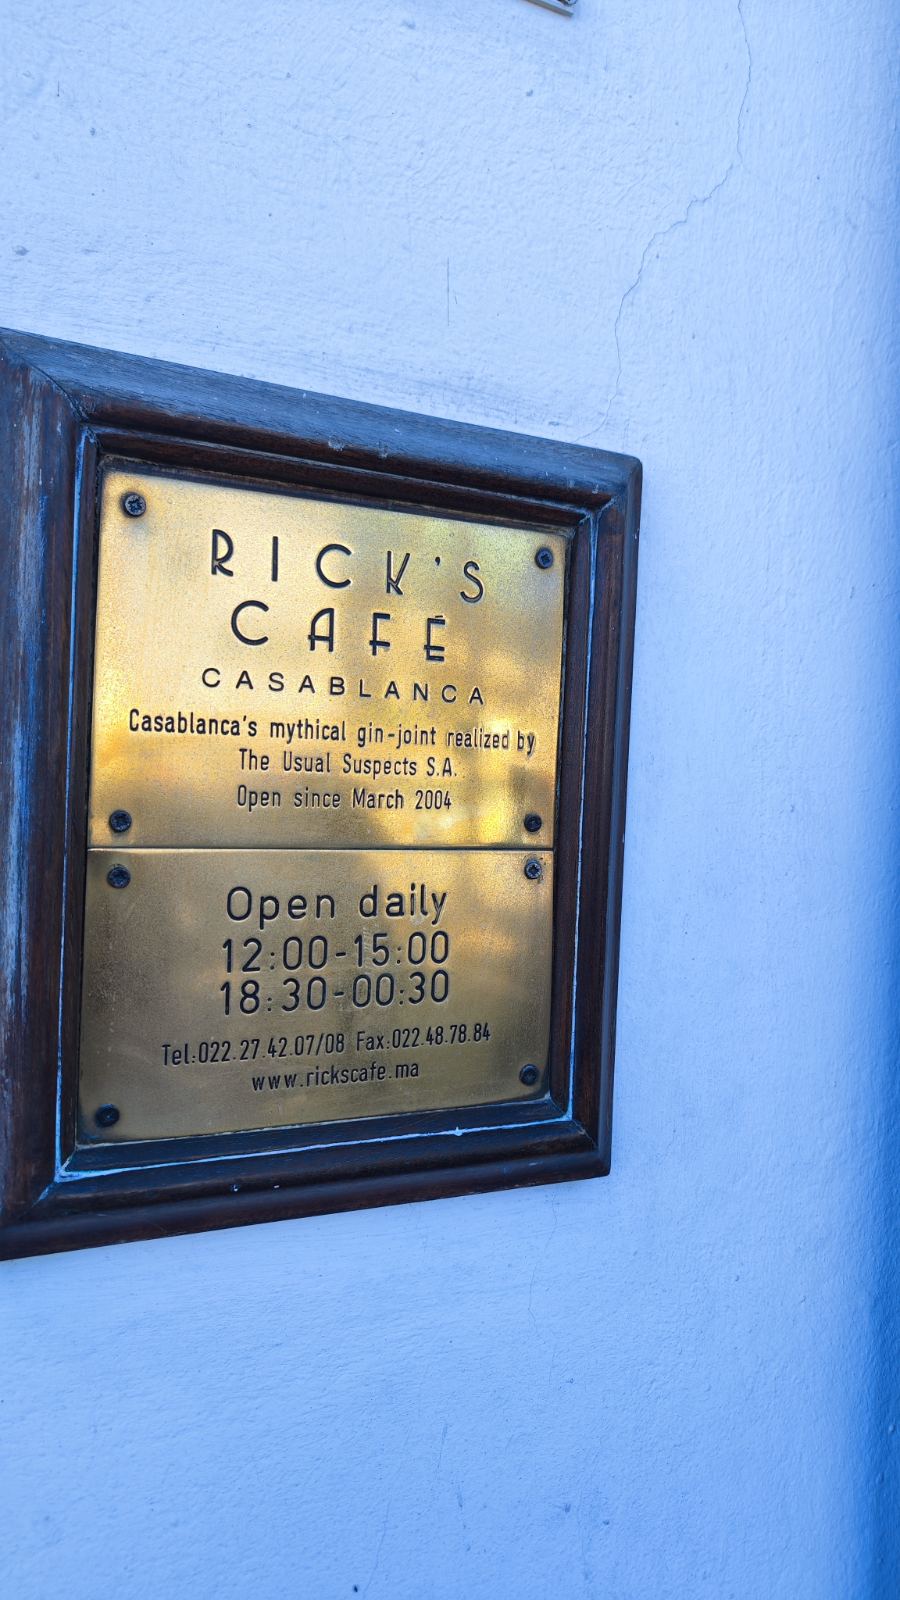 RICK'S
CAFÉ
CASABLANCA
Casablanca's mythical gin-joint realized by
The Usual Suspects S.A.
Open since March 2004
Open daily
12:00-15:00
18:30-00:30
Tel:022.27.42.07/08 Fax:022.48.78.84
www.rickscafe.ma